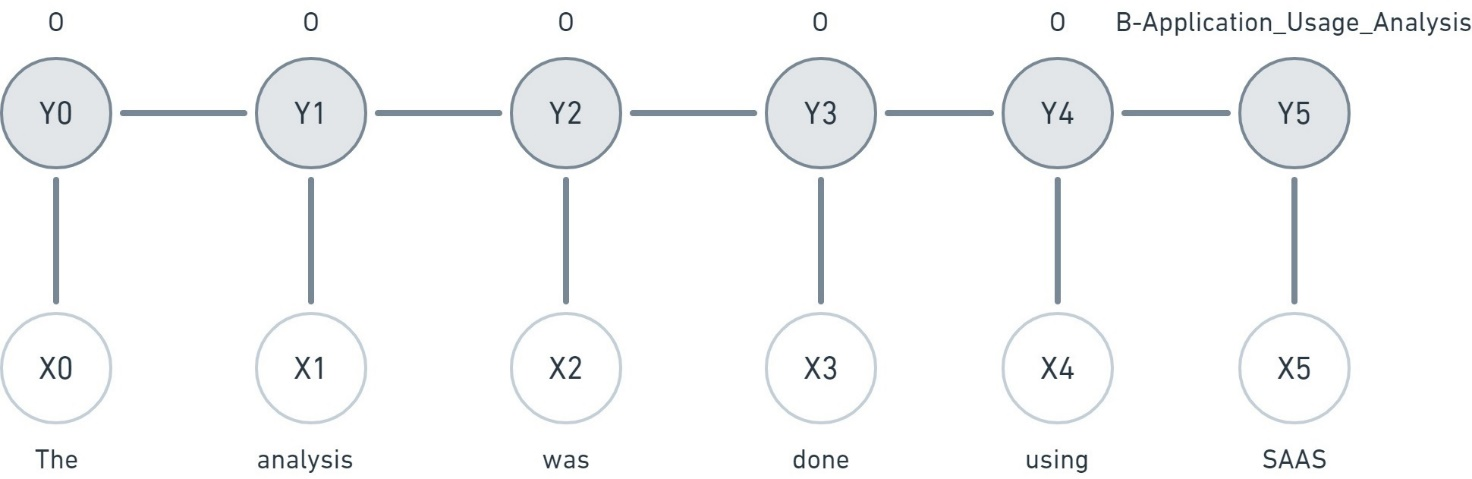 O O O O O B-Application_Usage_Analysis
Y0 Y1 Y2 Y3 Y4 Y5
X0 X1 X2 X3 X4 X5
The analysis was done using SAAS